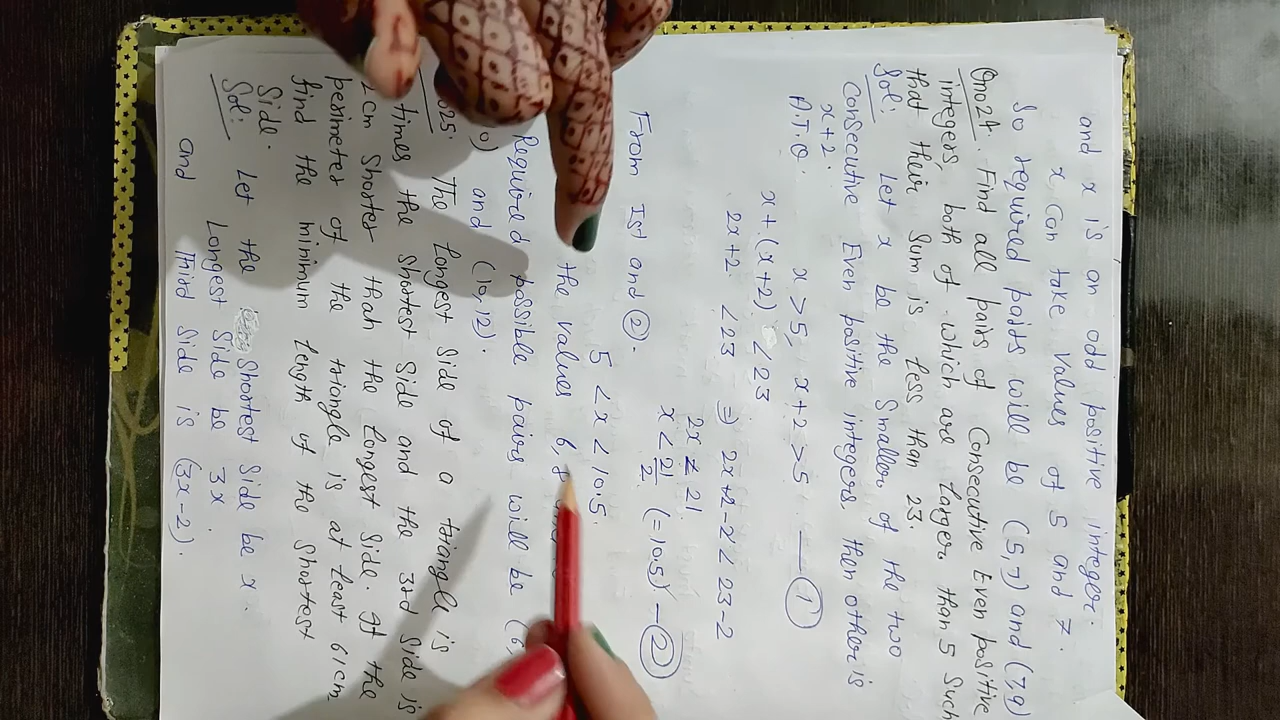 and x is an odd positive integer.
x can take values of 5 and 7.
So required pairs will be (5,7) and (7,9)
Qno24. Find all pairs of Consecutive Even positive
integers, both of which are Larger than 5 Such
that their Sum is less than 23.
Sol: Let x be the Smaller of the two
Consecutive Even positive integers, then other is
x+2.
A.T.Q. x > 5, x+2 > 5 — ①
x + (x+2) < 23
2x+2 < 23 ⇒ 2x+2-2 < 23-2
2x < 21
x < 21/2 (=10.5) — ②
From Ist and ②.
5 < x < 10.5.
the values 6, 8
Required possible pairs will be (6,
and (10,12).
25. The Longest Side of a triangle is
times the Shortest Side and the 3rd Side is
2cm Shorter than the Longest Side. If the
perimeter of the triangle is at least 61cm
find the minimum Length of the Shortest
Side.
Sol: Let the Shortest Side be x.
Longest Side be 3x.
and Third Side is (3x-2).